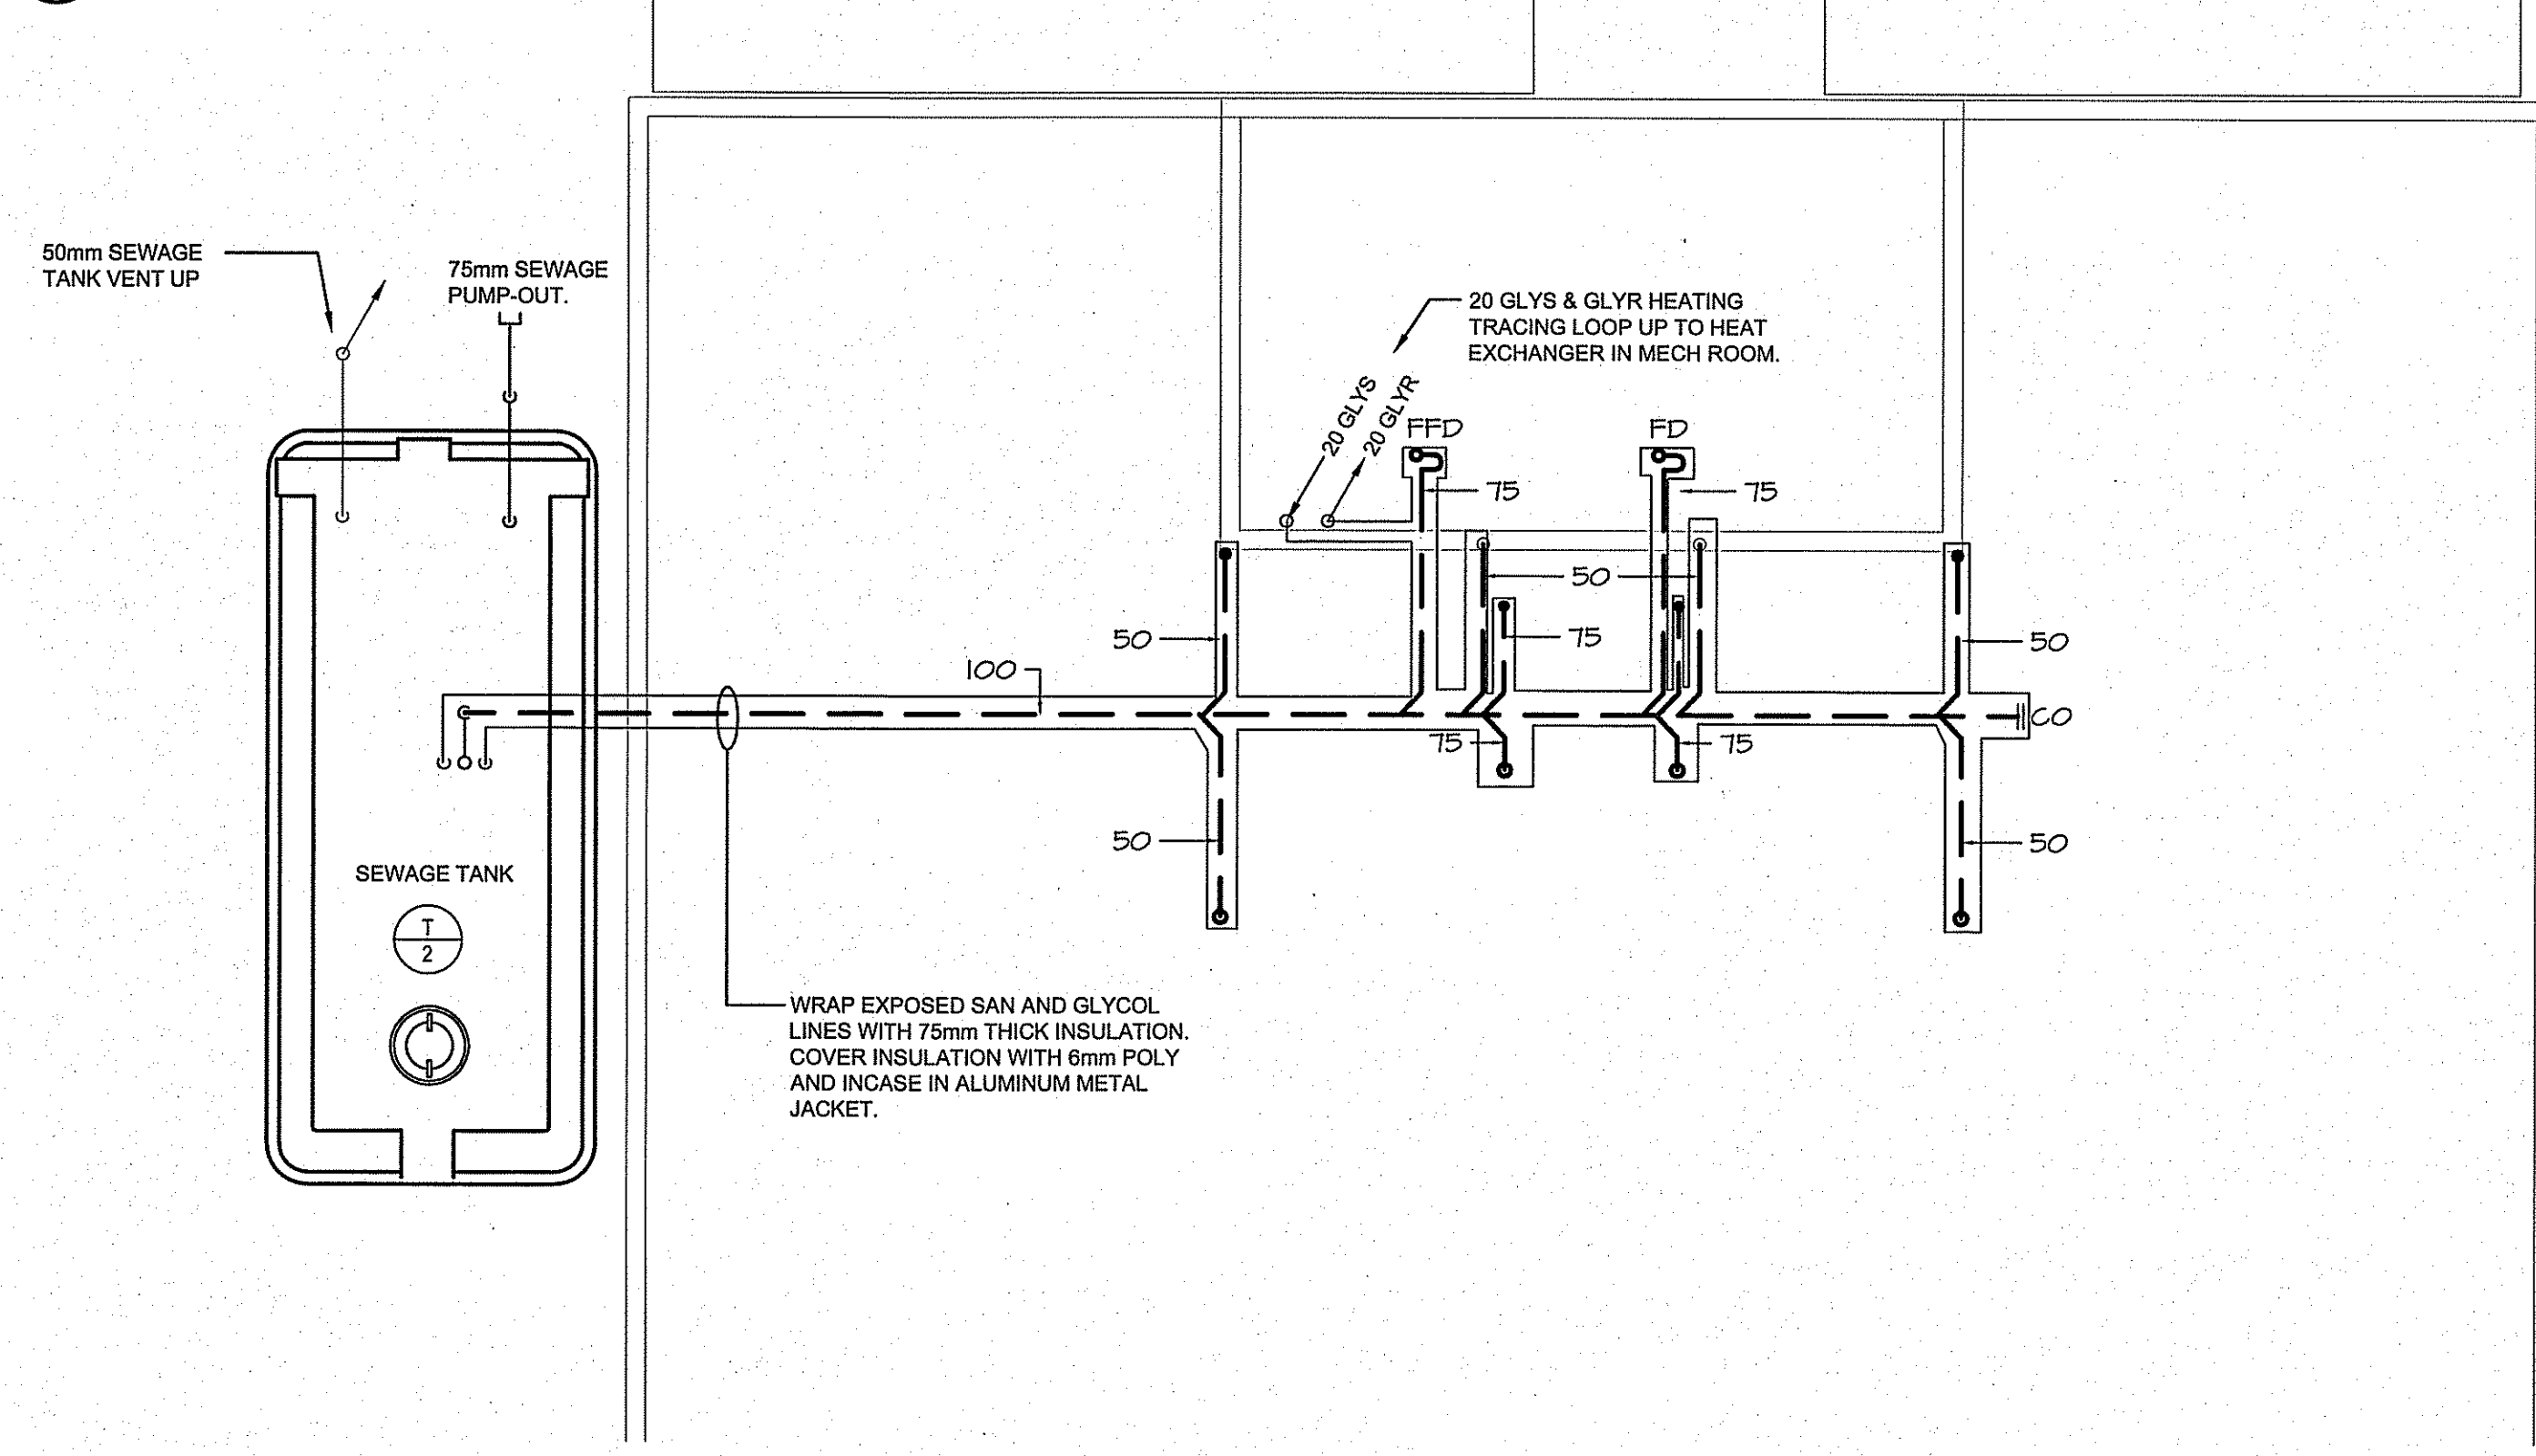 50mm SEWAGE
TANK VENT UP
75mm SEWAGE
PUMP-OUT.
20 GLYS & GLYR HEATING
TRACING LOOP UP TO HEAT
EXCHANGER IN MECH ROOM.
20 GLYS
20 GLYR
FFD
FD
75
75
50
50
75
50
100
CO
75
75
50
50
SEWAGE TANK
T
2
WRAP EXPOSED SAN AND GLYCOL
LINES WITH 75mm THICK INSULATION.
COVER INSULATION WITH 6mm POLY
AND INCASE IN ALUMINUM METAL
JACKET.